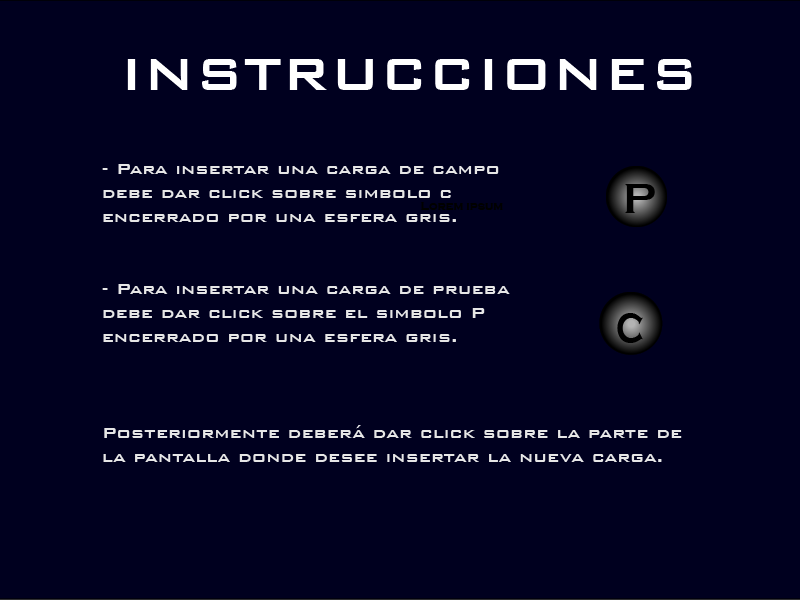 INSTRUCCIONES
- Para insertar una carga de campo
debe dar click sobre simbolo c
encerrado por una esfera gris.
P
- Para insertar una carga de prueba
debe dar click sobre el simbolo P
encerrado por una esfera gris.
C
Posteriormente deberá dar click sobre la parte de
la pantalla donde desee insertar la nueva carga.